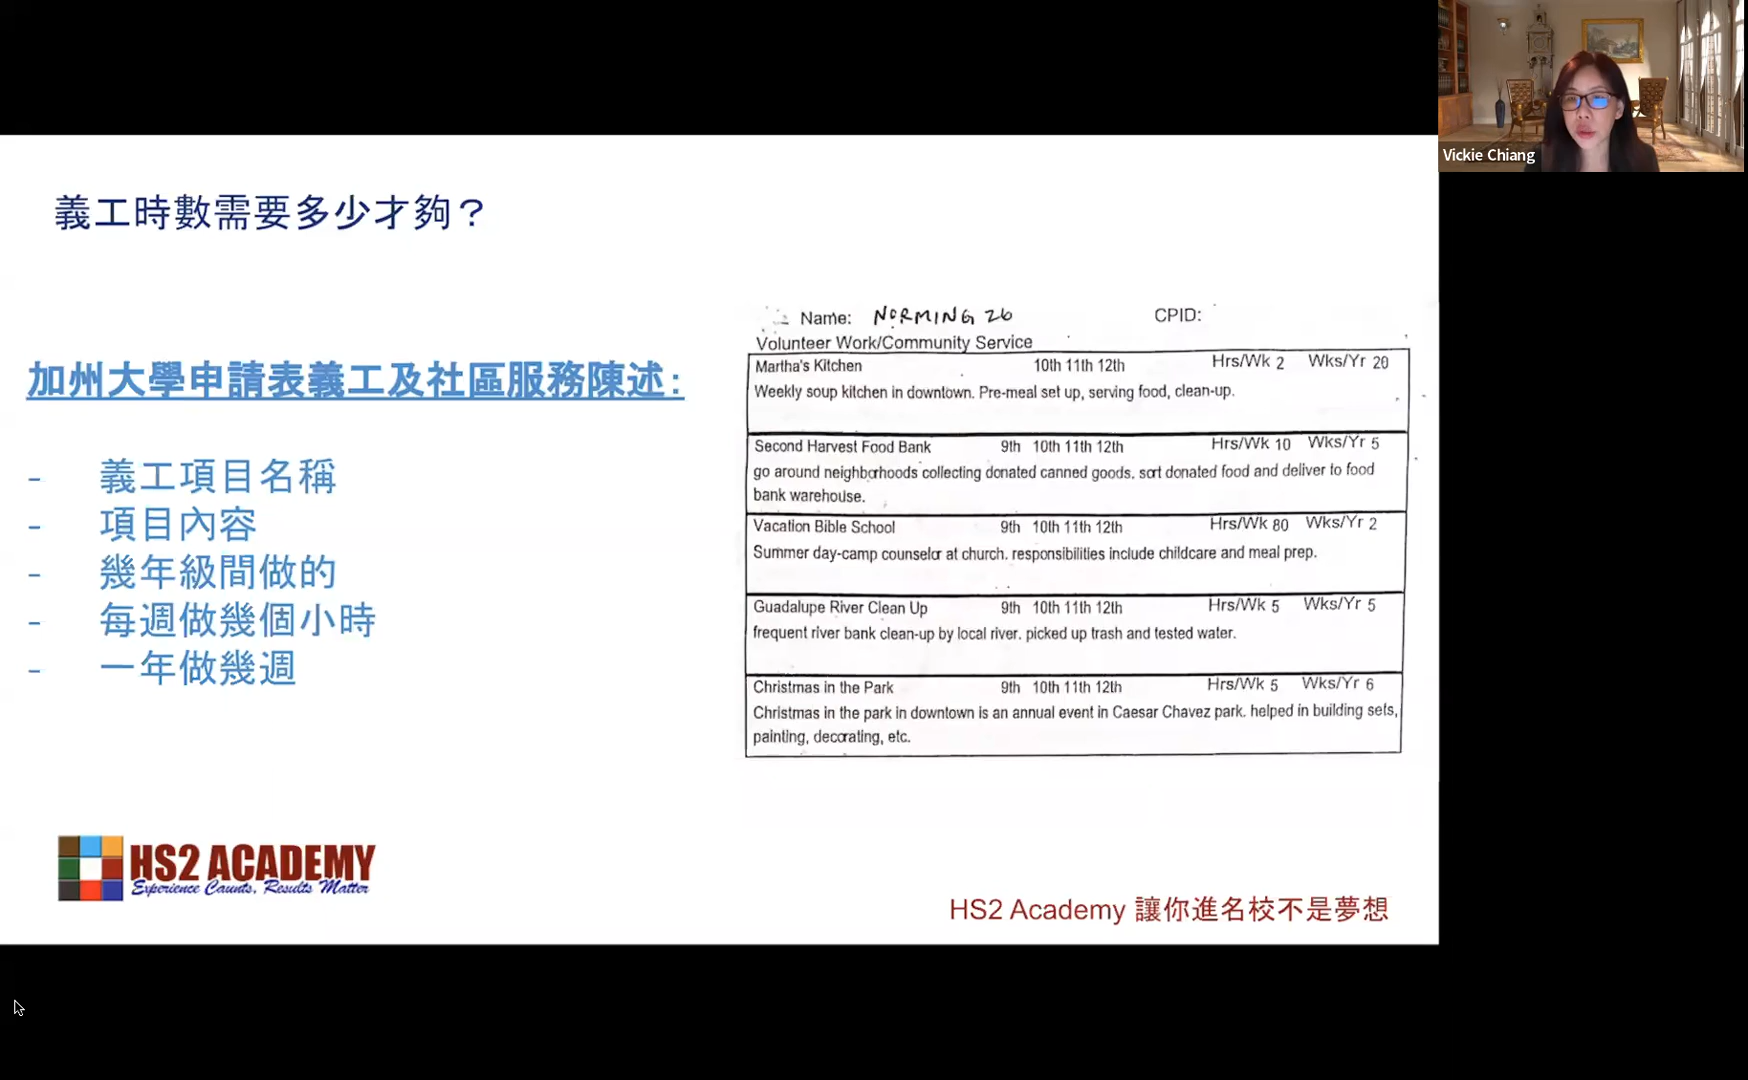 Vickie Chiang
義工時數需要多少才夠？
加州大學申請表義工及社區服務陳述:
- 義工項目名稱
- 項目內容
- 幾年級間做的
- 每週做幾個小時
- 一年做幾週
Name: NORMING 26 CPID:
Volunteer Work/Community Service
Martha's Kitchen 10th 11th 12th Hrs/Wk 2 Wks/Yr 20
Weekly soup kitchen in downtown. Pre-meal set up, serving food, clean-up.
Second Harvest Food Bank 9th 10th 11th 12th Hrs/Wk 10 Wks/Yr 5
go around neighborhoods collecting donated canned goods. sort donated food and deliver to food
bank warehouse.
Vacation Bible School 9th 10th 11th 12th Hrs/Wk 80 Wks/Yr 2
Summer day-camp counselor at church. responsibilities include childcare and meal prep.
Guadalupe River Clean Up 9th 10th 11th 12th Hrs/Wk 5 Wks/Yr 5
frequent river bank clean-up by local river. picked up trash and tested water.
Christmas in the Park 9th 10th 11th 12th Hrs/Wk 5 Wks/Yr 6
Christmas in the park in downtown is an annual event in Caesar Chavez park. helped in building sets,
painting, decorating, etc.
HS2 ACADEMY
Experience Counts, Results Matter
HS2 Academy 讓你進名校不是夢想